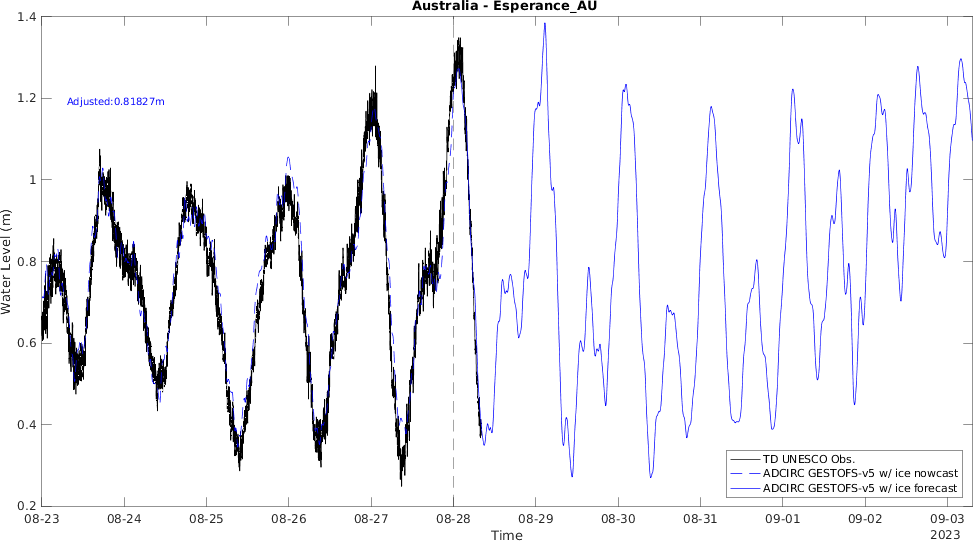 Australia - Esperance_AU
1.4
1.2
1
0.8
0.6
0.4
0.2
Water Level (m)
Adjusted:0.81827m
TD UNESCO Obs.
ADCIRC GESTOFS-v5 w/ ice nowcast
ADCIRC GESTOFS-v5 w/ ice forecast
08-23 08-24 08-25 08-26 08-27 08-28 08-29 08-30 08-31 09-01 09-02 09-03
2023
Time